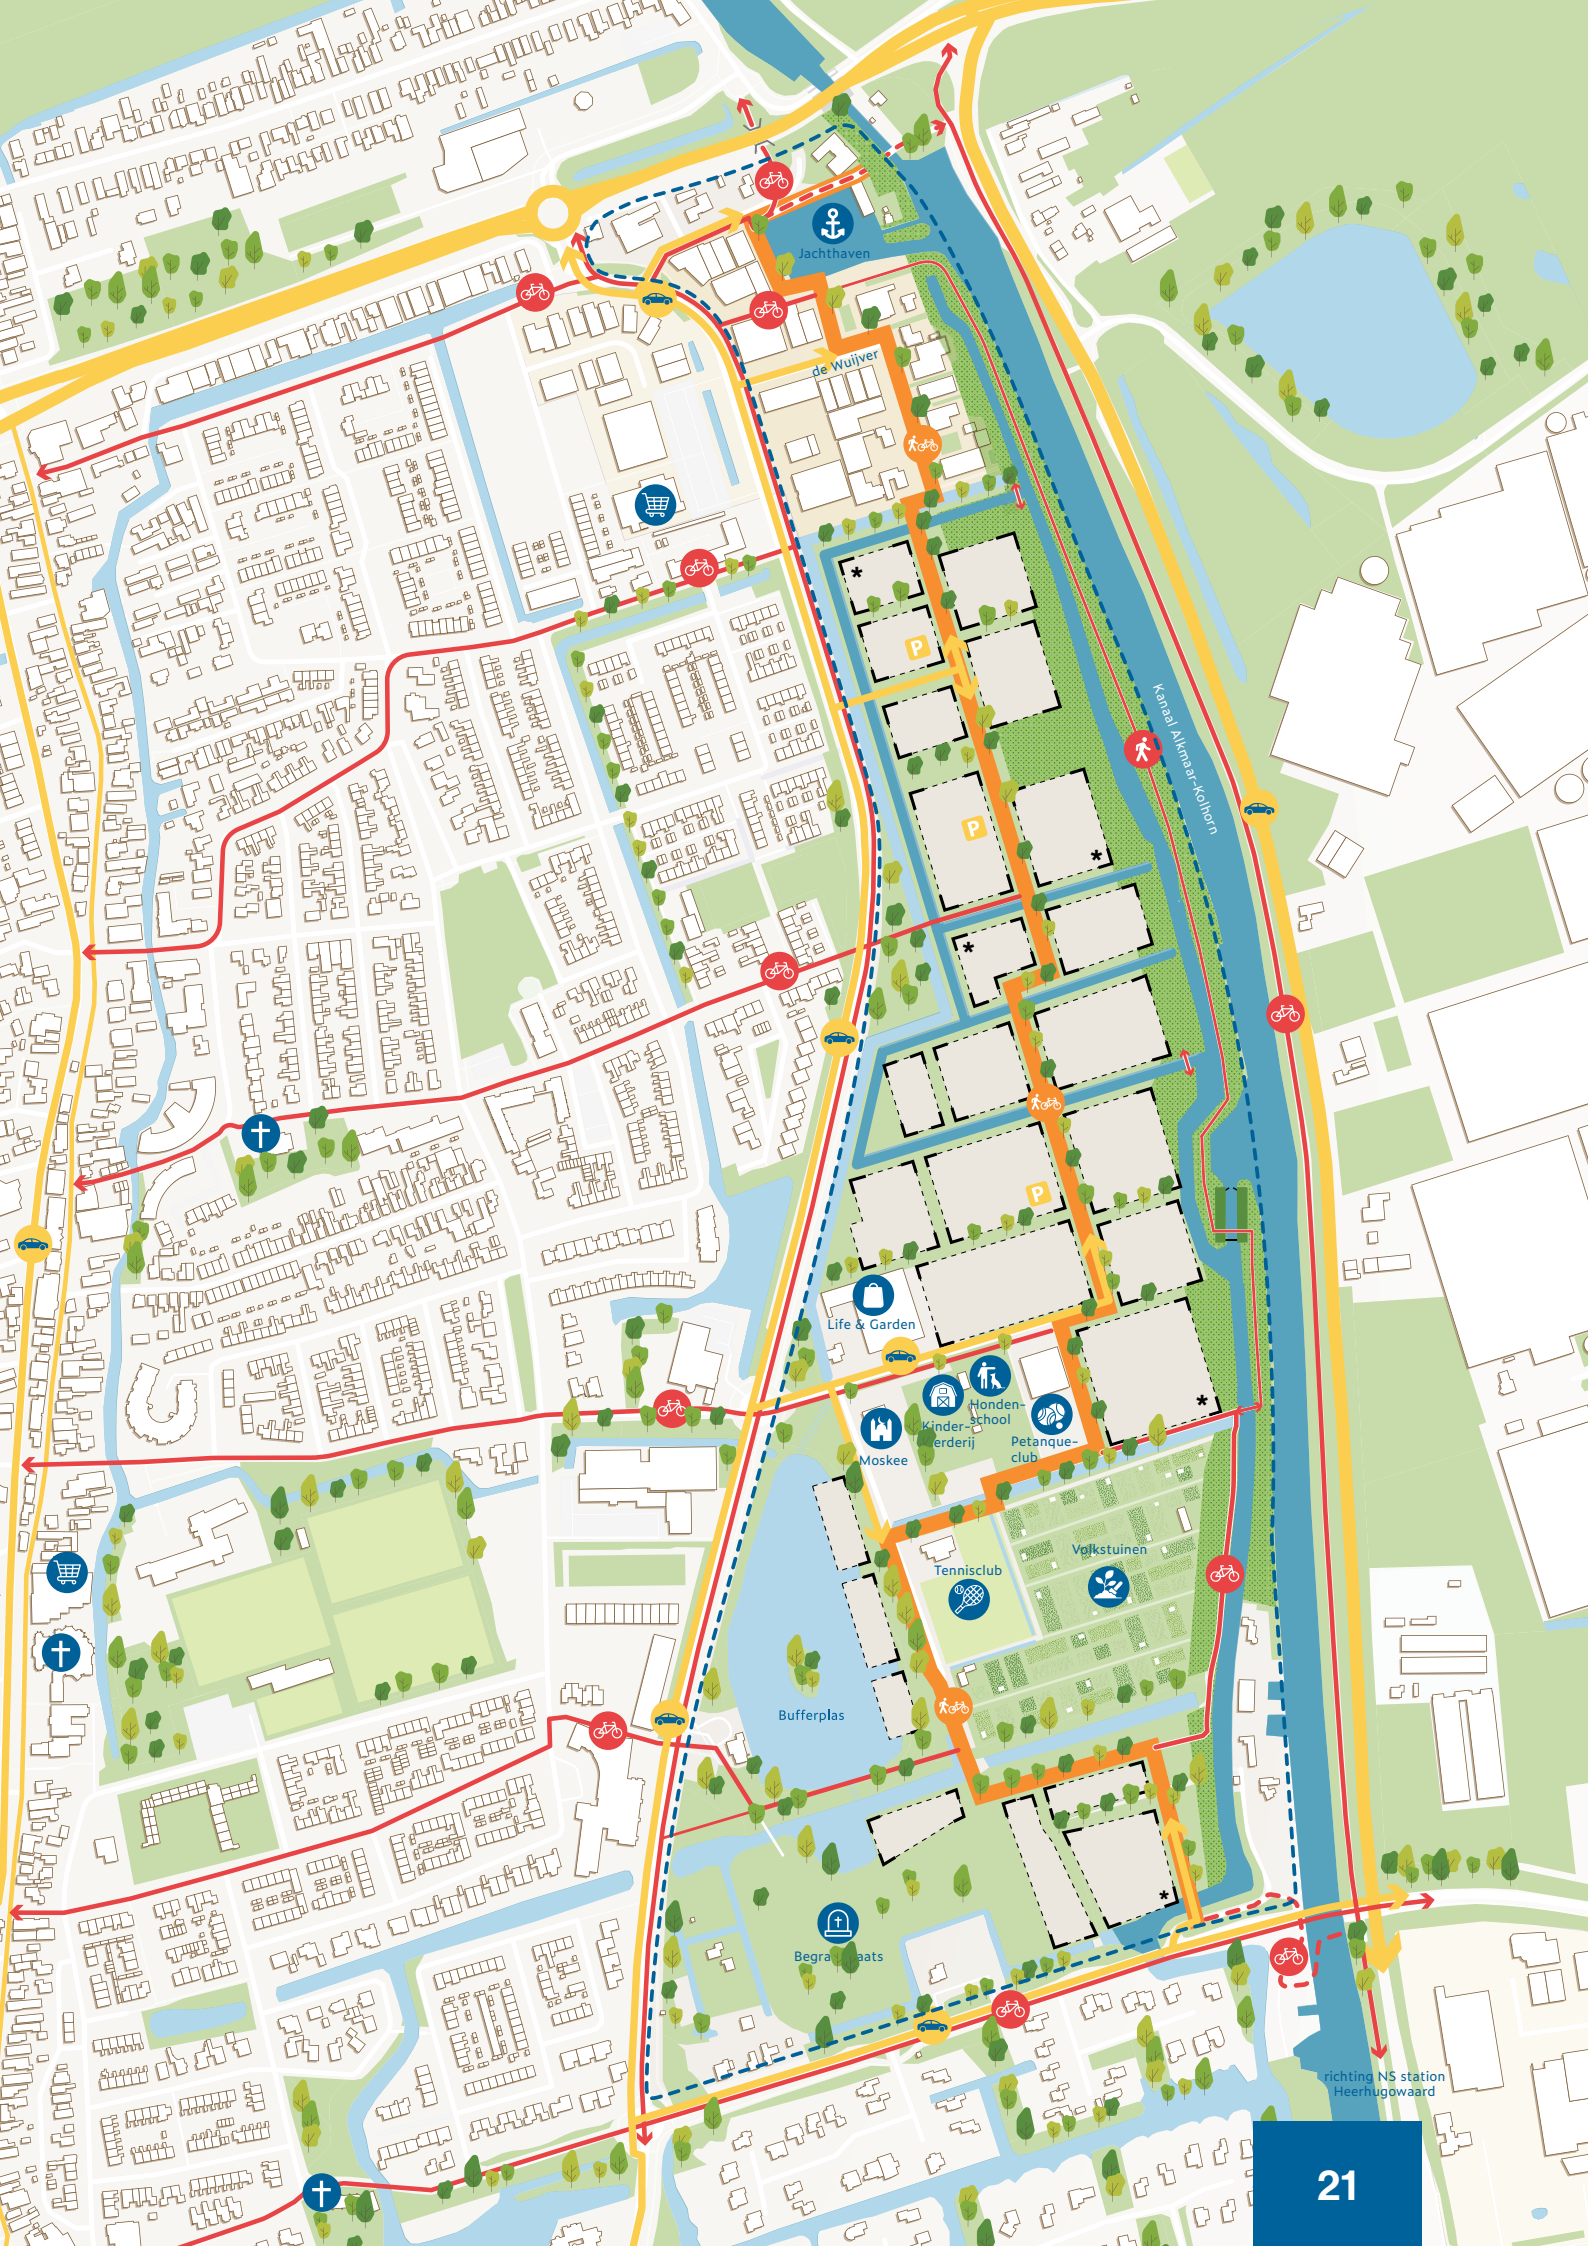 Jachthaven
de Wuijver
*
P
Kanaal Alkmaar-Kolhorn
P
*
*
P
Life & Garden
Honden-
school
Kinder-
Petanque-
club
*
Moskee
Volkstuinen
Tennisclub
Bufferplas
*
richting NS station
Heerhugowaard
21